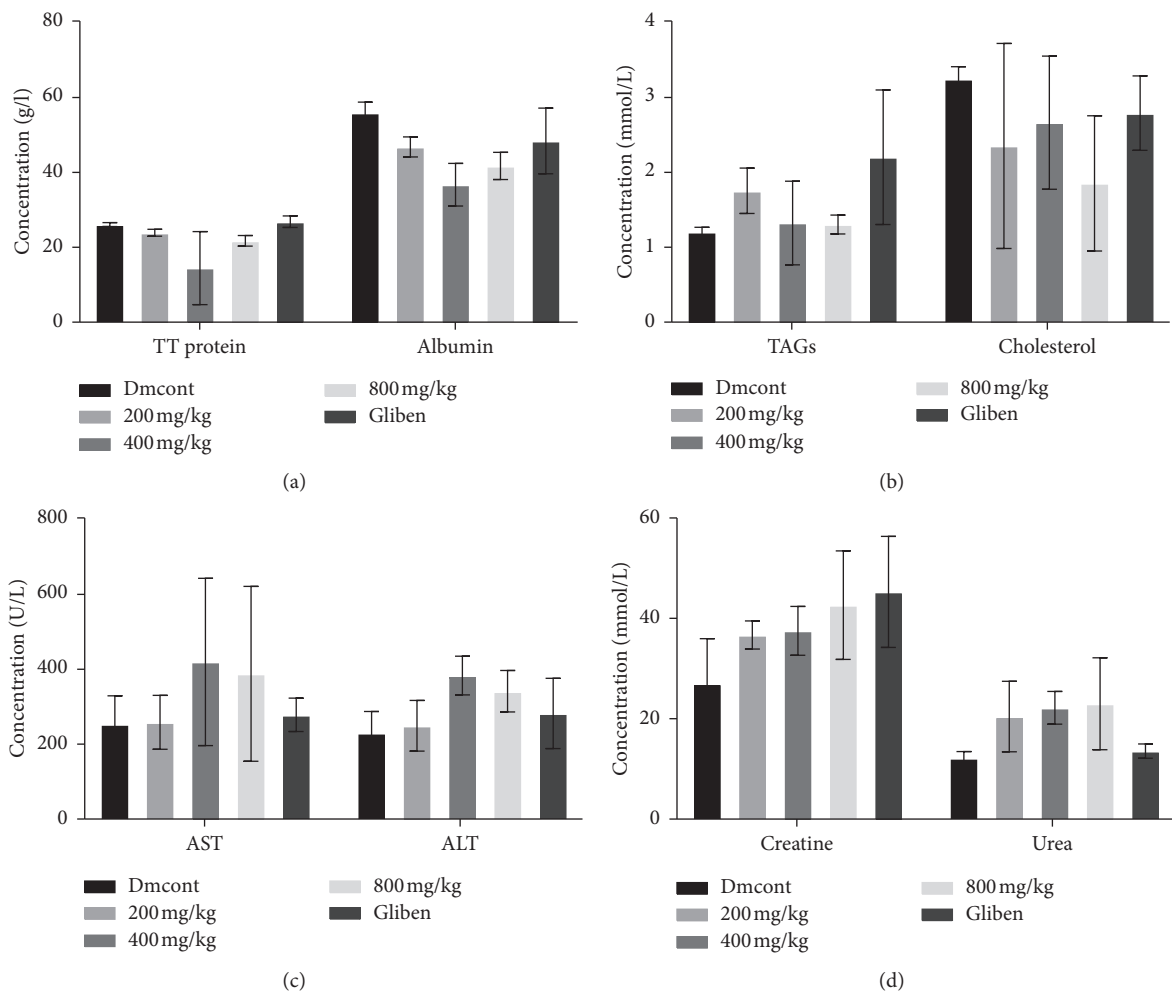 80
60
40
20
0
Concentration (g/l)
TT protein
Albumin
Dmcont
200 mg/kg
400 mg/kg
800 mg/kg
Gliben
(a)
4
3
2
1
0
Concentration (mmol/L)
TAGs
Cholesterol
Dmcont
200 mg/kg
400 mg/kg
800 mg/kg
Gliben
(b)
800
600
400
200
0
Concentration (U/L)
AST
ALT
Dmcont
200 mg/kg
400 mg/kg
800 mg/kg
Gliben
(c)
60
40
20
0
Concentration (mmol/L)
Creatine
Urea
Dmcont
200 mg/kg
400 mg/kg
800 mg/kg
Gliben
(d)